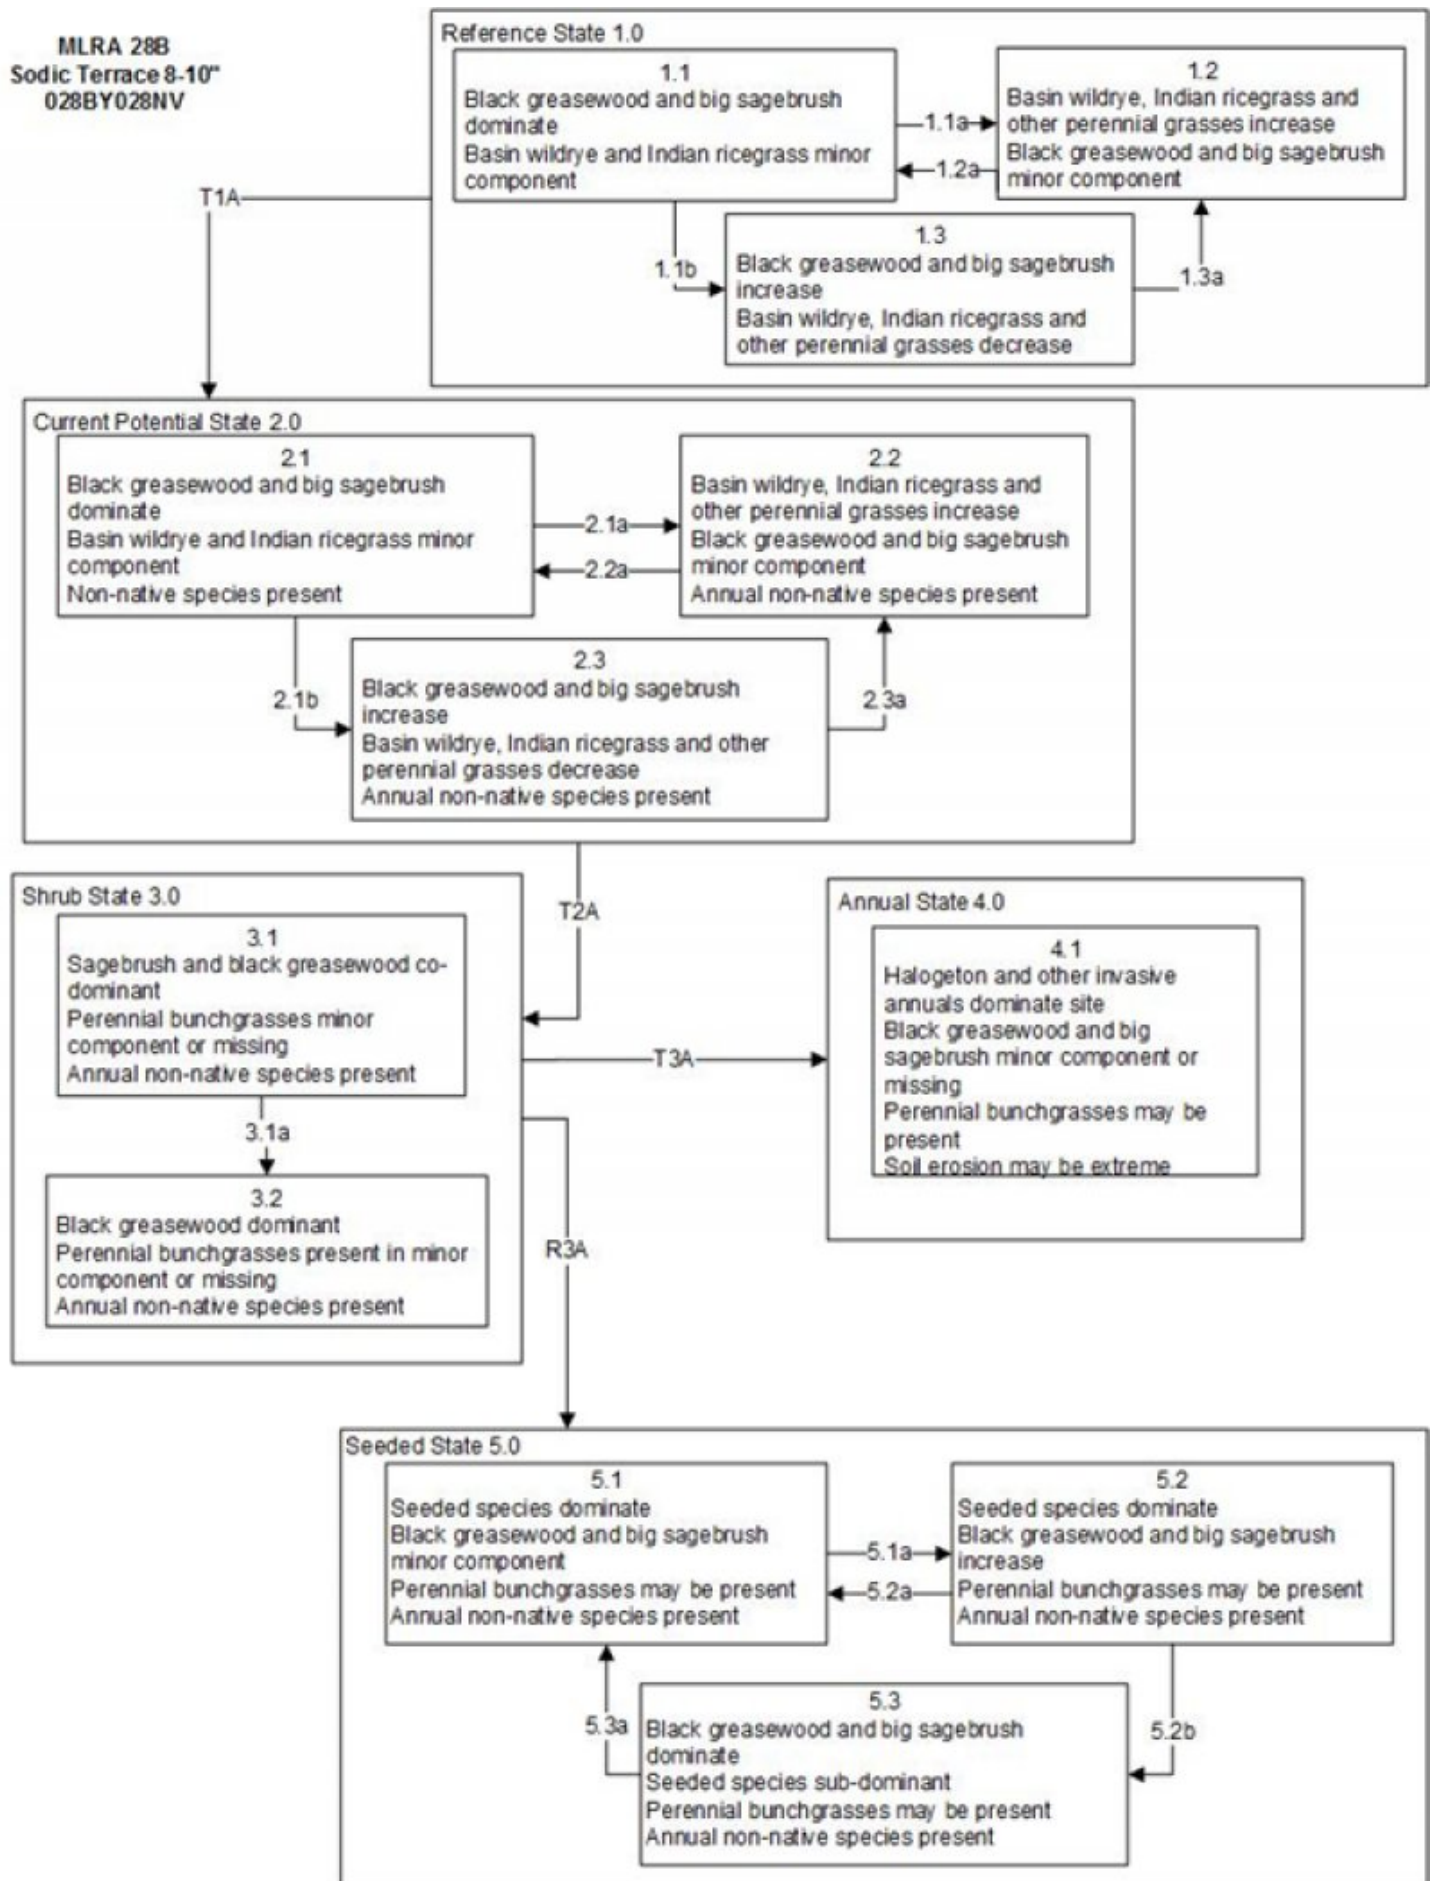 MLRA 28B
Sodic Terrace 8-10"
028BY028NV
Reference State 1.0
1.1
Black greasewood and big sagebrush
dominate
Basin wildrye and Indian ricegrass minor
component
1.1a
1.2a
1.2
Basin wildrye, Indian ricegrass and
other perennial grasses increase
Black greasewood and big sagebrush
minor component
T1A
1.1b
1.3
Black greasewood and big sagebrush
increase
Basin wildrye, Indian ricegrass and
other perennial grasses decrease
1.3a
Current Potential State 2.0
2.1
Black greasewood and big sagebrush
dominate
Basin wildrye and Indian ricegrass minor
component
Non-native species present
2.1a
2.2a
2.2
Basin wildrye, Indian ricegrass and
other perennial grasses increase
Black greasewood and big sagebrush
minor component
Annual non-native species present
2.1b
2.3
Black greasewood and big sagebrush
increase
Basin wildrye, Indian ricegrass and other
perennial grasses decrease
Annual non-native species present
2.3a
T2A
Shrub State 3.0
3.1
Sagebrush and black greasewood co-
dominant
Perennial bunchgrasses minor
component or missing
Annual non-native species present
3.1a
3.2
Black greasewood dominant
Perennial bunchgrasses present in minor
component or missing
Annual non-native species present
T3A
Annual State 4.0
4.1
Halogeton and other invasive
annuals dominate site
Black greasewood and big
sagebrush minor component or
missing
Perennial bunchgrasses may be
present
Soil erosion may be extreme
R3A
Seeded State 5.0
5.1
Seeded species dominate
Black greasewood and big sagebrush
minor component
Perennial bunchgrasses may be present
Annual non-native species present
5.1a
5.2a
5.2
Seeded species dominate
Black greasewood and big sagebrush
increase
Perennial bunchgrasses may be present
Annual non-native species present
5.3a
5.3
Black greasewood and big sagebrush
dominate
Seeded species sub-dominant
Perennial bunchgrasses may be present
Annual non-native species present
5.2b